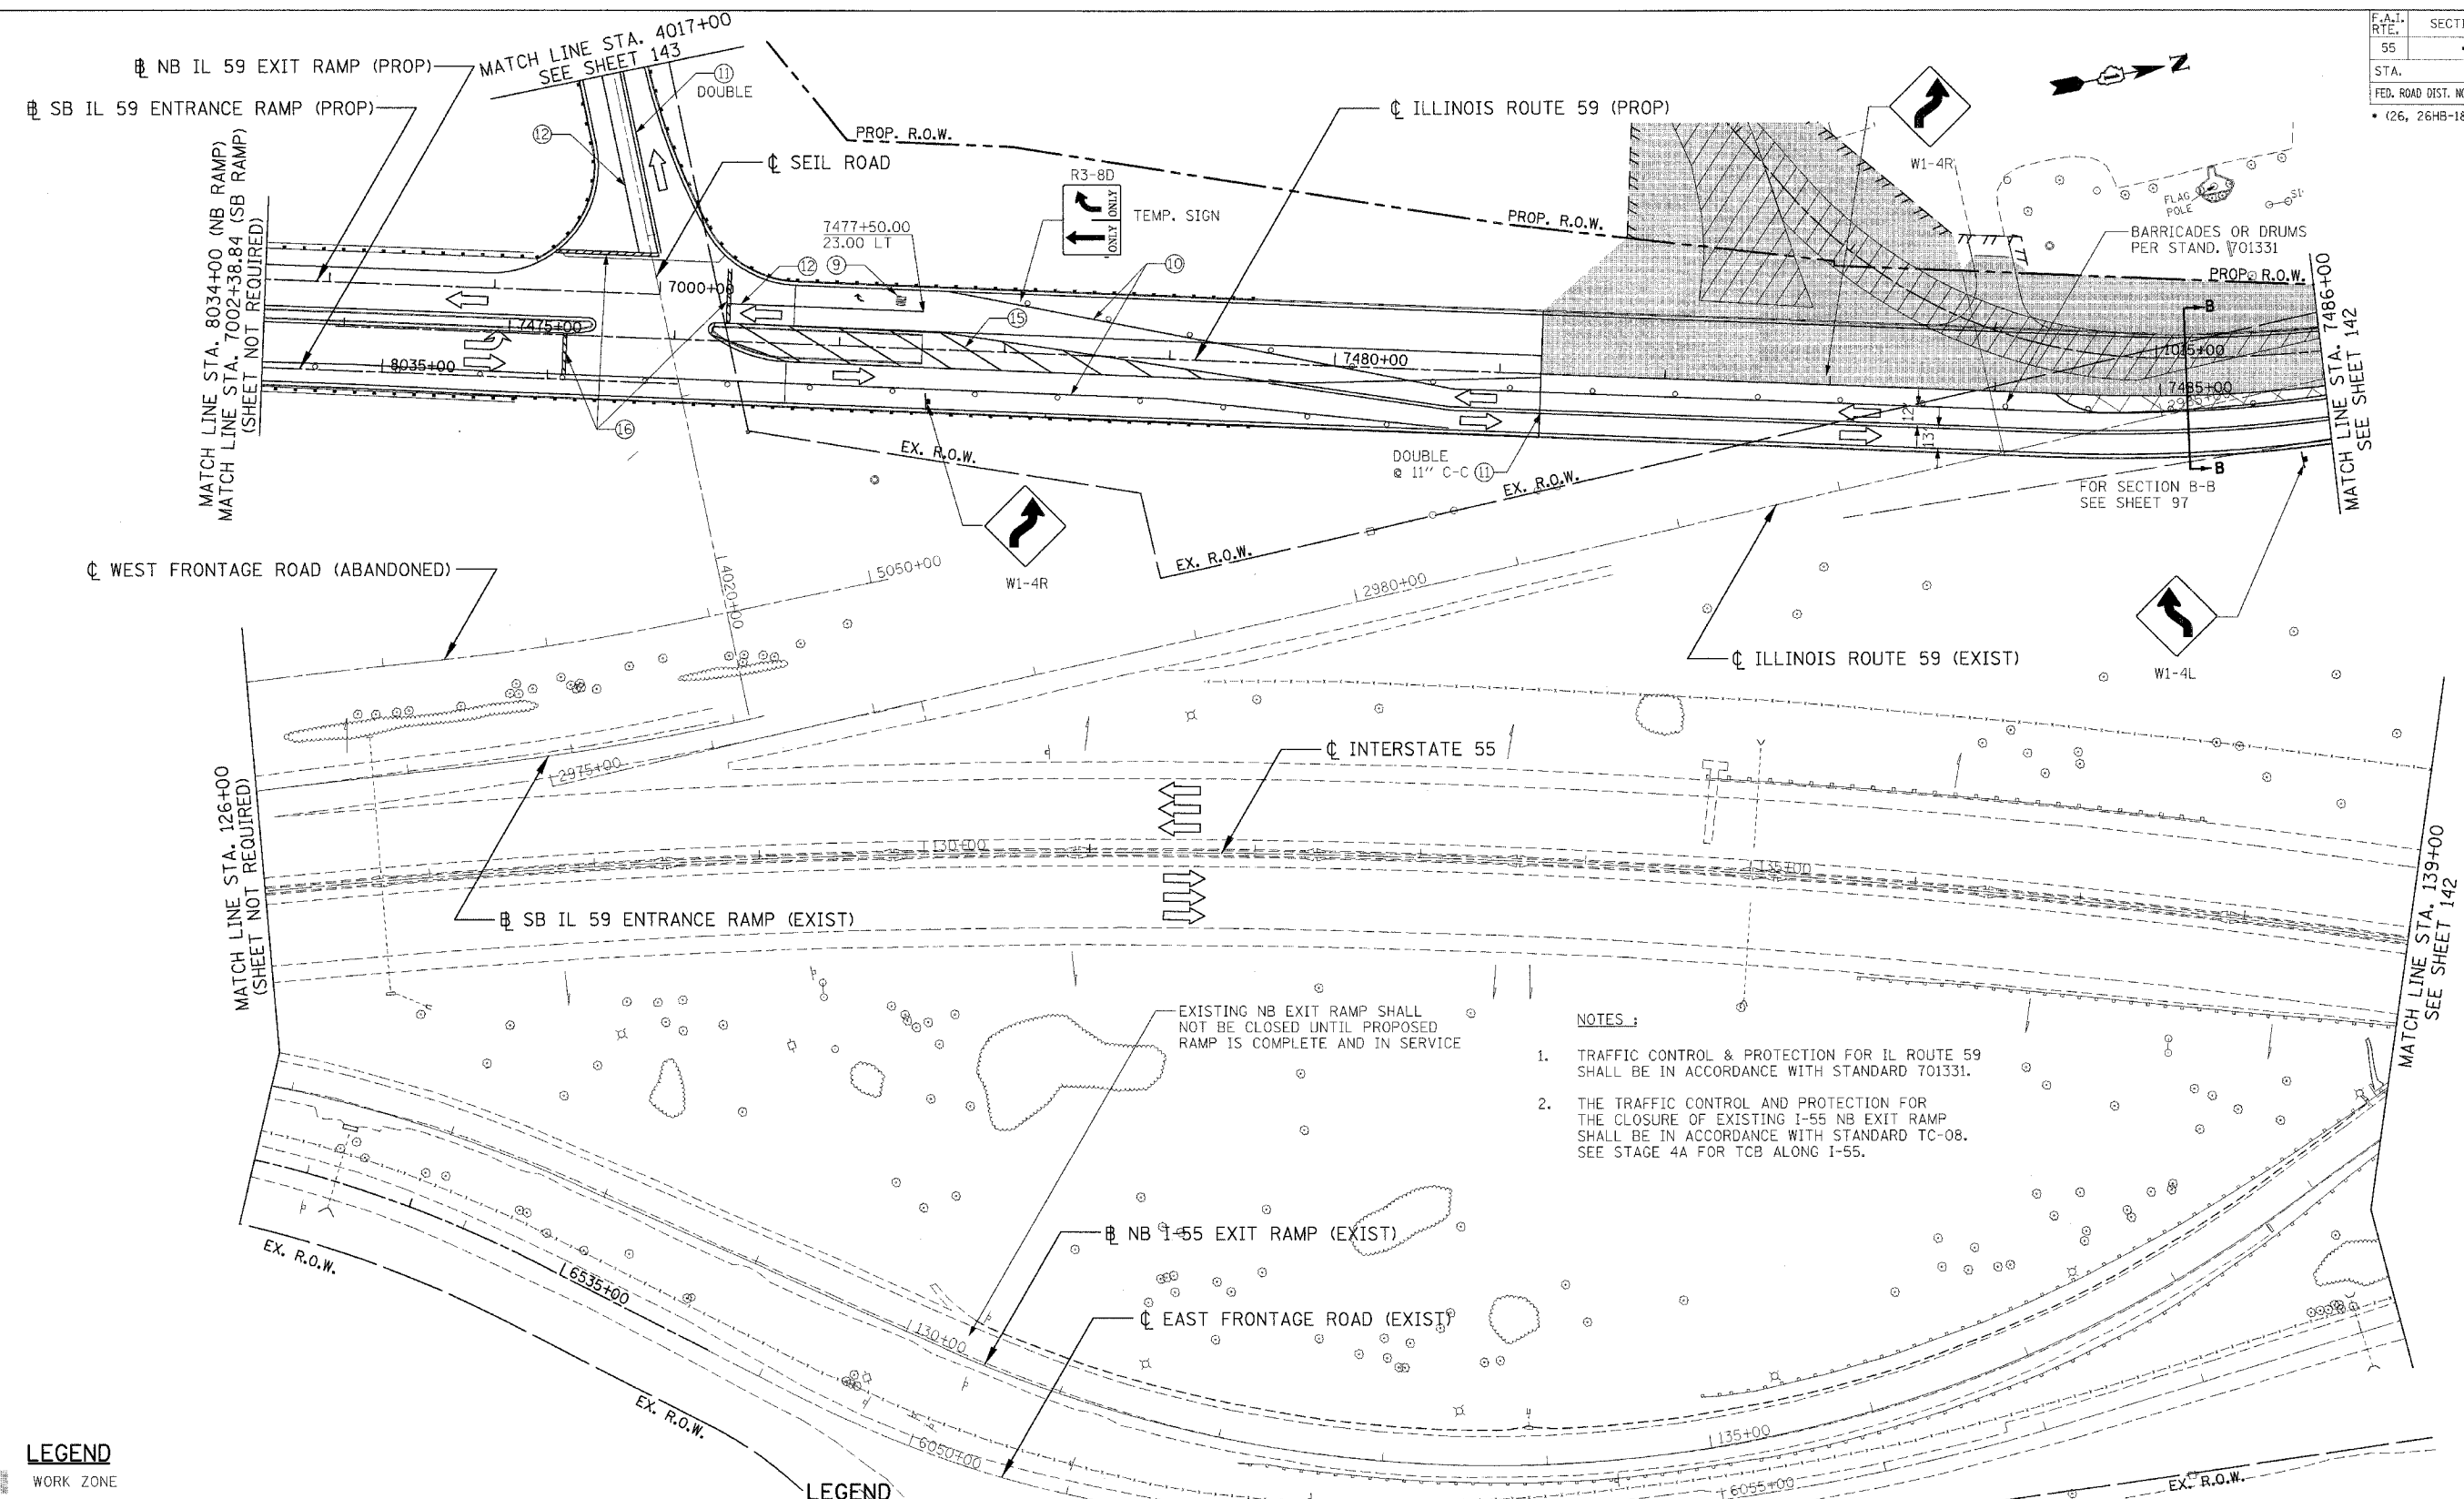 F.A.I. RTE.
SECTI
55
STA.
FED. ROAD DIST. NO
* (26, 26HB-18
MATCH LINE STA. 4017+00
SEE SHEET 143
NB IL 59 EXIT RAMP (PROP)
SB IL 59 ENTRANCE RAMP (PROP)
11
DOUBLE
12
℄ SEIL ROAD
PROP. R.O.W.
℄ ILLINOIS ROUTE 59 (PROP)
N
W1-4R
R3-8D
ONLY
ONLY
TEMP. SIGN
PROP. R.O.W.
FLAG
POLE
BARRICADES OR DRUMS
PER STAND. 701331
PROP. R.O.W.
MATCH LINE STA. 8034+00 (NB RAMP)
MATCH LINE STA. 7002+38.84 (SB RAMP)
(SHEET NOT REQUIRED)
7477+50.00
23.00 LT
12
9
10
15
16
7000+00
7475+00
8035+00
7480+00
1015+00
7485+00
2985+00
B
B
12'
13'
MATCH LINE STA. 7486+00
SEE SHEET 142
DOUBLE
@ 11" C-C 11
FOR SECTION B-B
SEE SHEET 97
EX. R.O.W.
EX. R.O.W.
EX. R.O.W.
W1-4R
℄ WEST FRONTAGE ROAD (ABANDONED)
4020+00
5050+00
2980+00
℄ ILLINOIS ROUTE 59 (EXIST)
W1-4L
2975+00
℄ INTERSTATE 55
MATCH LINE STA. 126+00
(SHEET NOT REQUIRED)
130+00
135+00
MATCH LINE STA. 139+00
SEE SHEET 142
SB IL 59 ENTRANCE RAMP (EXIST)
EXISTING NB EXIT RAMP SHALL
NOT BE CLOSED UNTIL PROPOSED
RAMP IS COMPLETE AND IN SERVICE
NOTES :
1. TRAFFIC CONTROL & PROTECTION FOR IL ROUTE 59
SHALL BE IN ACCORDANCE WITH STANDARD 701331.
2. THE TRAFFIC CONTROL AND PROTECTION FOR
THE CLOSURE OF EXISTING I-55 NB EXIT RAMP
SHALL BE IN ACCORDANCE WITH STANDARD TC-08.
SEE STAGE 4A FOR TCB ALONG I-55.
NB I-55 EXIT RAMP (EXIST)
EX. R.O.W.
6535+00
130+00
℄ EAST FRONTAGE ROAD (EXIST)
EX. R.O.W.
6050+00
135+00
6055+00
EX. R.O.W.
LEGEND
WORK ZONE
LEGEND